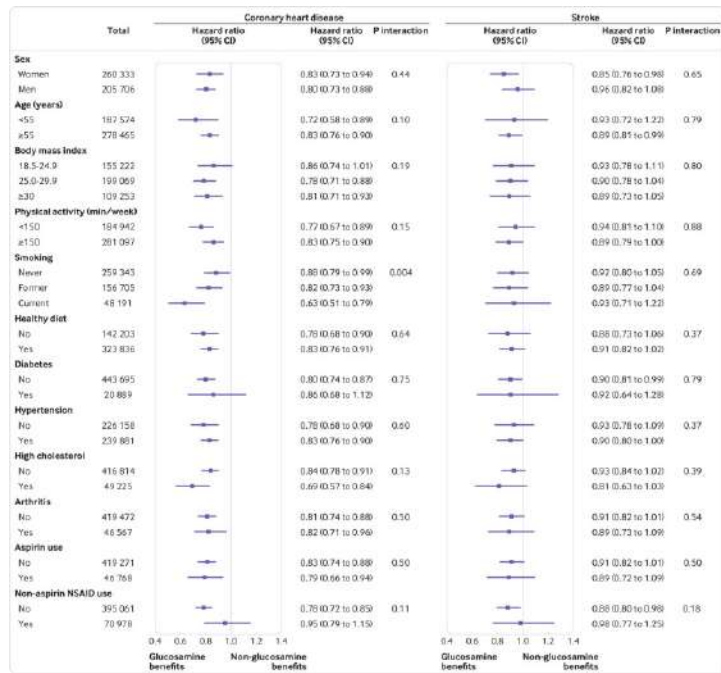 Coronary heart disease Stroke
Total Hazard ratio (95% CI) Hazard ratio (95% CI) P interaction Hazard ratio (95% CI) Hazard ratio (95% CI) P interaction
Sex
Women 260 333 0.83 (0.73 to 0.94) 0.44 0.85 (0.76 to 0.98) 0.65
Men 205 706 0.80 (0.73 to 0.88) 0.96 (0.82 to 1.08)
Age (years)
<55 187 574 0.72 (0.58 to 0.89) 0.10 0.93 (0.72 to 1.22) 0.79
≥55 278 465 0.83 (0.76 to 0.90) 0.89 (0.81 to 0.99)
Body mass index
18.5-24.9 155 222 0.86 (0.74 to 1.01) 0.19 0.93 (0.78 to 1.11) 0.80
25.0-29.9 199 069 0.78 (0.71 to 0.88) 0.90 (0.78 to 1.04)
≥30 109 253 0.81 (0.71 to 0.93) 0.89 (0.73 to 1.05)
Physical activity (min/week)
<150 184 942 0.77 (0.67 to 0.89) 0.15 0.94 (0.81 to 1.10) 0.88
≥150 281 097 0.83 (0.75 to 0.90) 0.89 (0.79 to 1.00)
Smoking
Never 259 343 0.88 (0.79 to 0.99) 0.004 0.92 (0.80 to 1.05) 0.69
Former 156 705 0.82 (0.73 to 0.93) 0.89 (0.77 to 1.04)
Current 48 191 0.63 (0.51 to 0.79) 0.93 (0.71 to 1.22)
Healthy diet
No 142 203 0.78 (0.68 to 0.90) 0.64 0.88 (0.73 to 1.06) 0.37
Yes 323 836 0.83 (0.76 to 0.91) 0.91 (0.82 to 1.02)
Diabetes
No 443 695 0.80 (0.74 to 0.87) 0.75 0.90 (0.81 to 0.99) 0.79
Yes 20 889 0.86 (0.68 to 1.12) 0.92 (0.64 to 1.28)
Hypertension
No 226 158 0.78 (0.68 to 0.90) 0.60 0.93 (0.78 to 1.09) 0.37
Yes 239 881 0.83 (0.76 to 0.90) 0.90 (0.80 to 1.00)
High cholesterol
No 416 814 0.84 (0.78 to 0.91) 0.13 0.93 (0.84 to 1.02) 0.39
Yes 49 225 0.69 (0.57 to 0.84) 0.81 (0.63 to 1.03)
Arthritis
No 419 472 0.81 (0.74 to 0.88) 0.50 0.91 (0.82 to 1.01) 0.54
Yes 46 567 0.82 (0.71 to 0.96) 0.89 (0.73 to 1.09)
Aspirin use
No 419 271 0.83 (0.74 to 0.88) 0.50 0.91 (0.82 to 1.01) 0.50
Yes 46 768 0.79 (0.66 to 0.94) 0.89 (0.72 to 1.09)
Non-aspirin NSAID use
No 395 061 0.78 (0.72 to 0.85) 0.11 0.88 (0.80 to 0.98) 0.18
Yes 70 978 0.95 (0.79 to 1.15) 0.98 (0.77 to 1.25)
0.4 0.6 0.8 1.0 1.2 1.4 0.4 0.6 0.8 1.0 1.2 1.4
Glucosamine benefits Non-glucosamine benefits Glucosamine benefits Non-glucosamine benefits